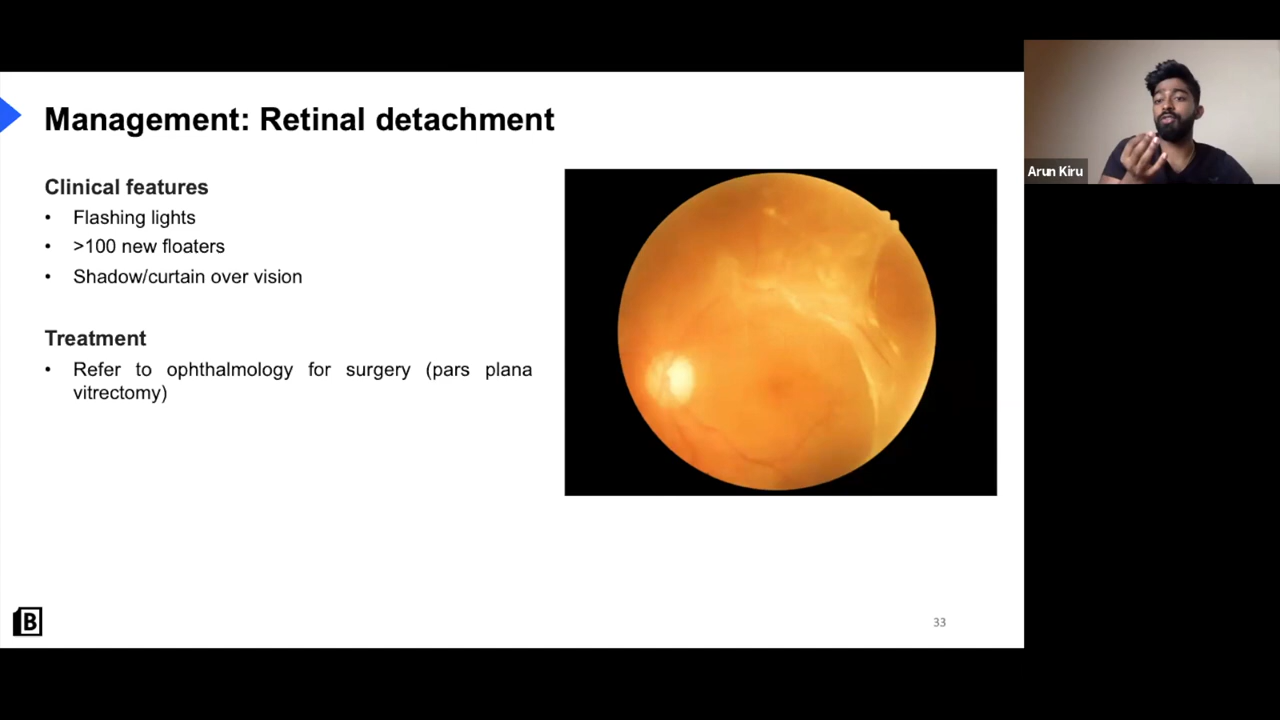 Management: Retinal detachment
Clinical features
• Flashing lights
• >100 new floaters
• Shadow/curtain over vision
Treatment
• Refer to ophthalmology for surgery (pars plana
vitrectomy)
B
33
Arun Kiru